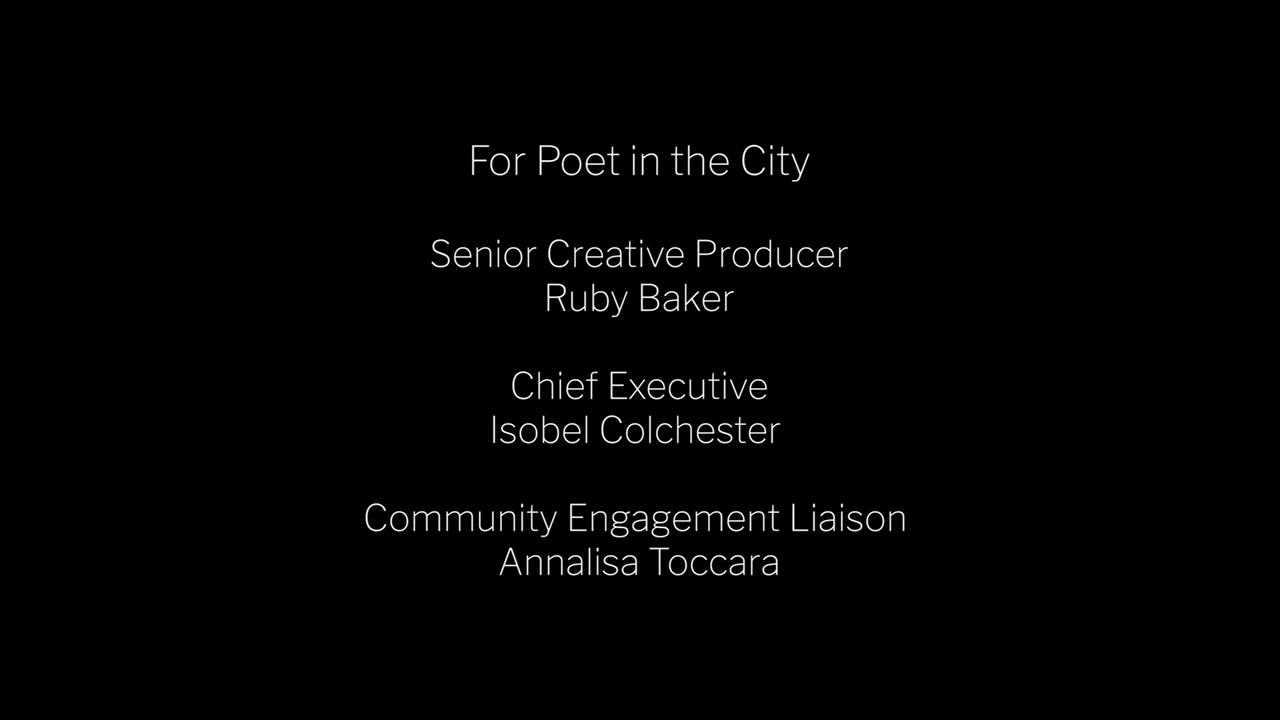 For Poet in the City
Senior Creative Producer
Ruby Baker
Chief Executive
Isobel Colchester
Community Engagement Liaison
Annalisa Toccara